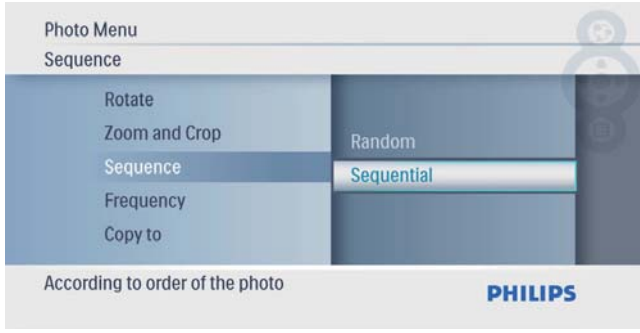 Photo Menu
Sequence
Rotate
Zoom and Crop
Sequence
Frequency
Copy to
Random
Sequential
According to order of the photo
PHILIPS